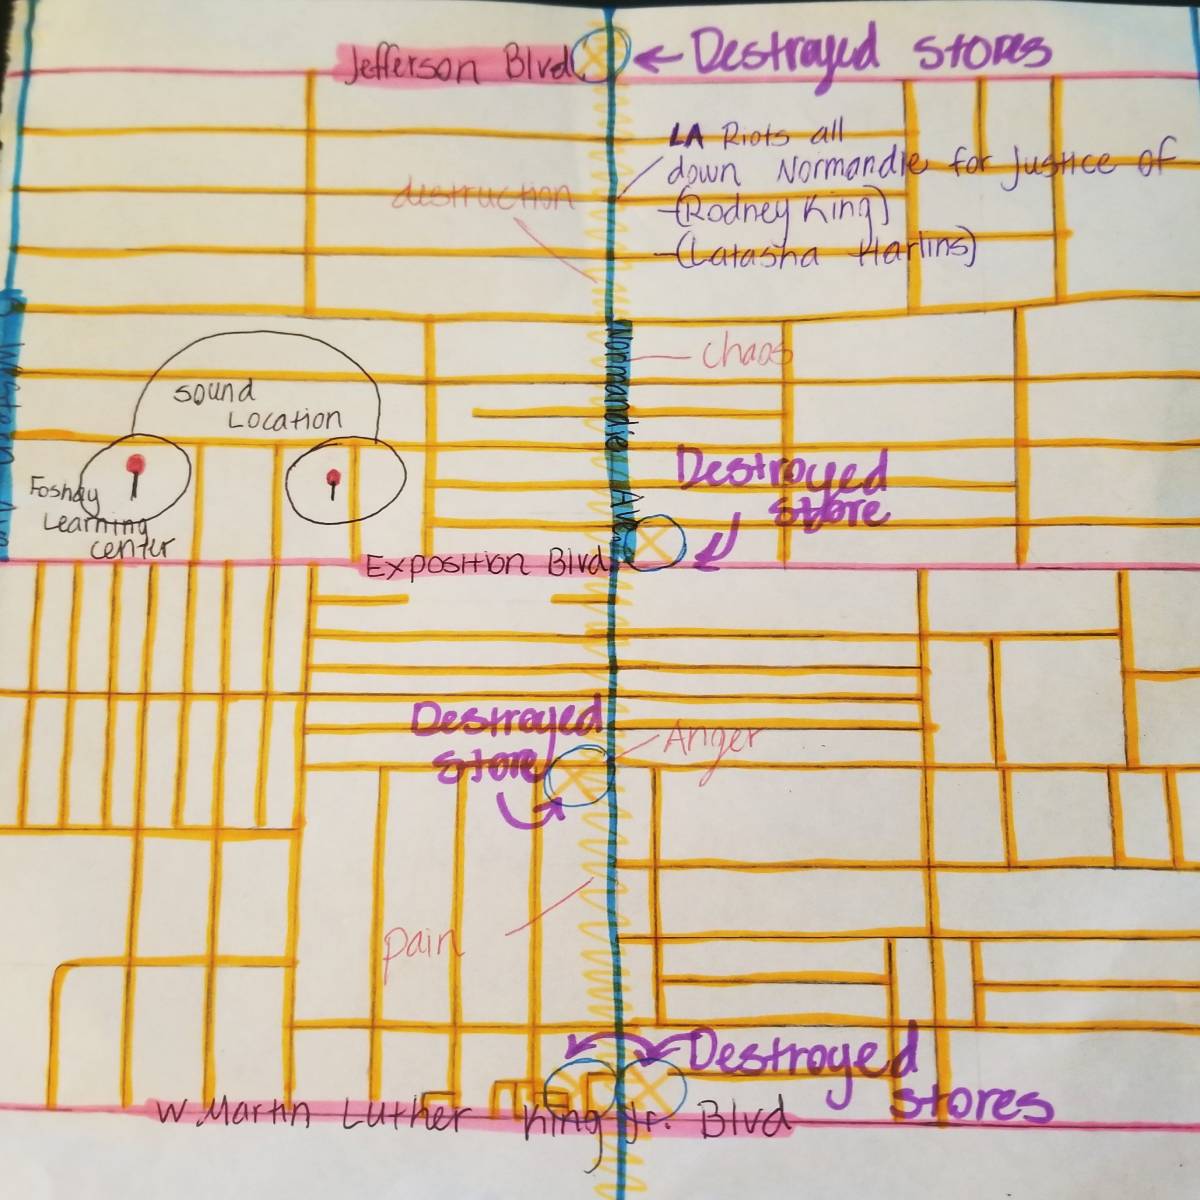 Jefferson Blvd.
← Destroyed stores
LA Riots all
down Normandie for Justice of
-(Rodney King)
-(Latasha Harlins)
destruction
Normandie Ave.
chaos
Western Ave
sound
Location
Foshay
Learning
center
Destroyed
store
Exposition Blvd.
Destroyed
store
Anger
pain
Destroyed
stores
W. Martin Luther King Jr. Blvd